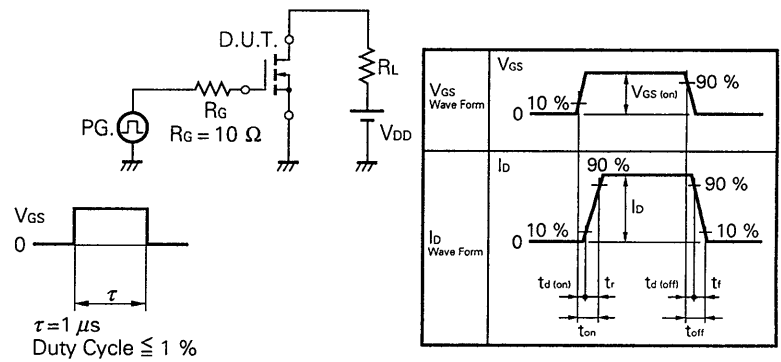 D.U.T.
RL
RG
PG.
RG = 10 Ω
VDD
VGS
0
τ
τ = 1 μs
Duty Cycle ≦ 1 %
VGS
Wave Form
VGS
90 %
VGS (on)
10 %
0
ID
Wave Form
ID
90 %
90 %
ID
10 %
10 %
0
td (on)
tr
td (off)
tf
ton
toff